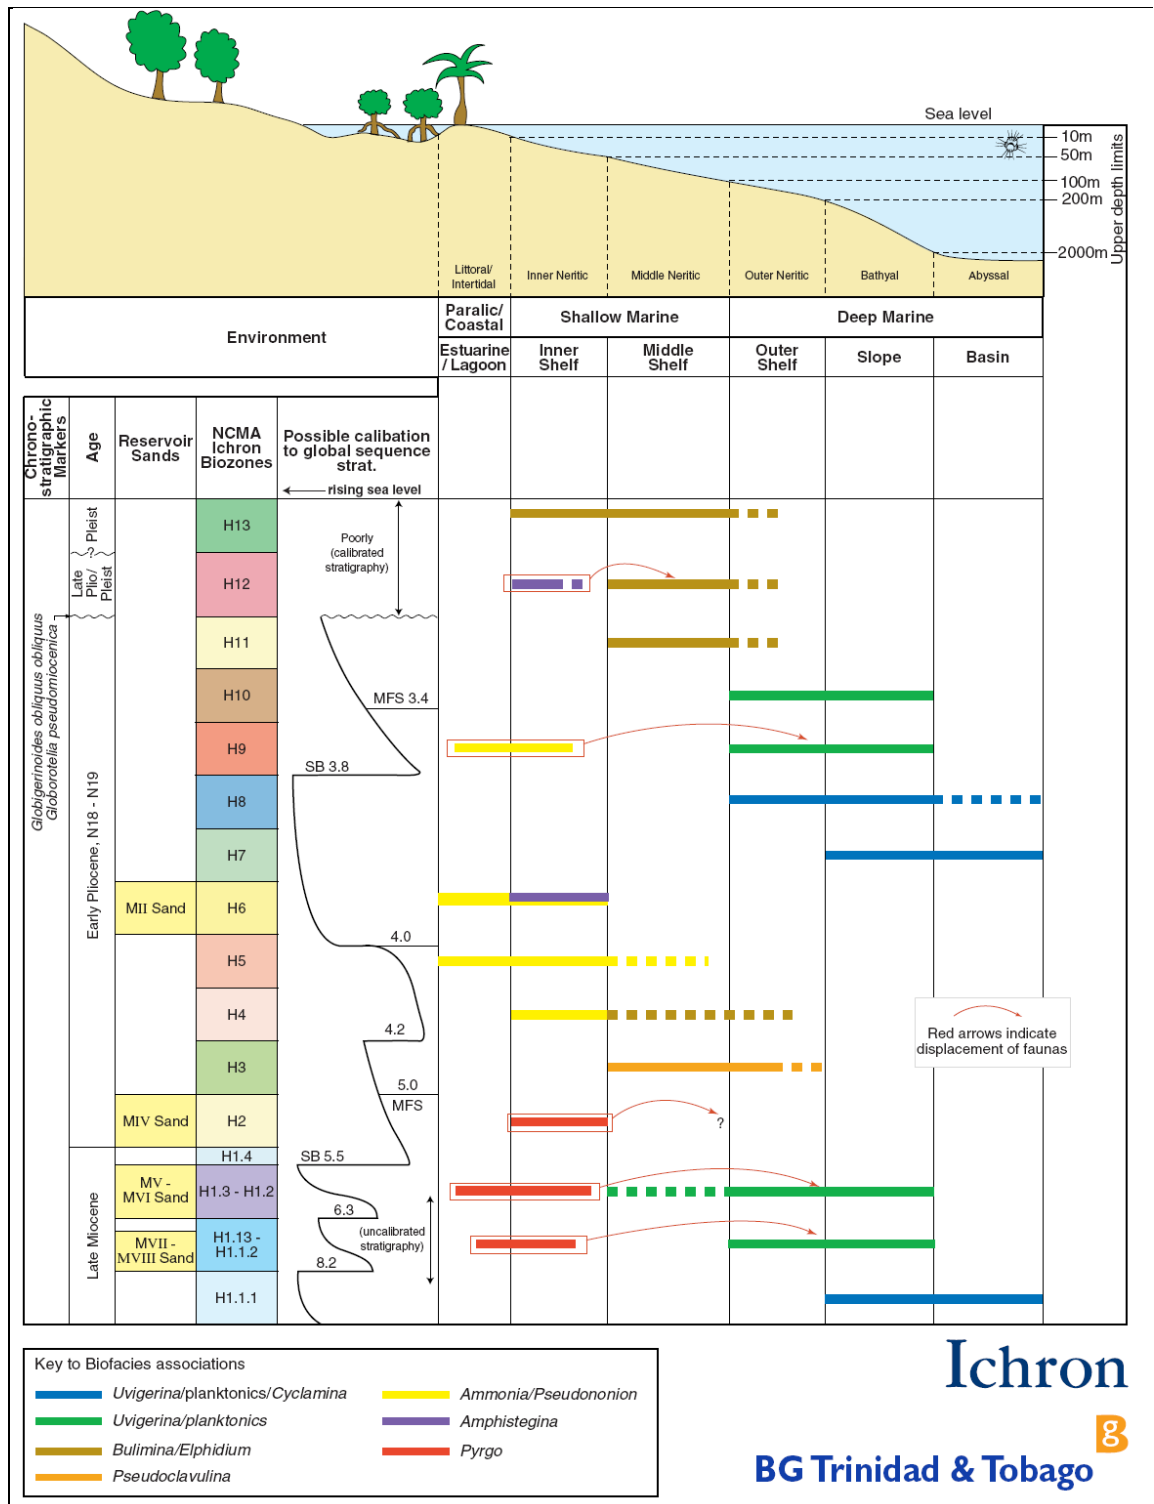 Sea level
10m
50m
100m
200m
2000m
Upper depth limits
Littoral/
Intertidal
Inner Neritic
Middle Neritic
Outer Neritic
Bathyal
Abyssal
Environment
Paralic/
Coastal
Shallow Marine
Deep Marine
Estuarine
/ Lagoon
Inner
Shelf
Middle
Shelf
Outer
Shelf
Slope
Basin
Chrono-
stratigraphic
Markers
Age
Reservoir
Sands
NCMA
Ichron
Biozones
Possible calibation
to global sequence
strat.
rising sea level
Globigerinoides obliquus obliquus
Globorotelia pseudomiocenica
Pleist
?
Late
Plio/
Pleist
Early Pliocene, N18 - N19
Late Miocene
MII Sand
MIV Sand
MV -
MVI Sand
MVII -
MVIII Sand
H13
H12
H11
H10
H9
H8
H7
H6
H5
H4
H3
H2
H1.4
H1.3 - H1.2
H1.13 -
H1.1.2
H1.1.1
Poorly
(calibrated
stratigraphy)
MFS 3.4
SB 3.8
4.0
4.2
5.0
MFS
SB 5.5
6.3
(uncalibrated
stratigraphy)
8.2
?
Red arrows indicate
displacement of faunas
Key to Biofacies associations
Uvigerina/planktonics/Cyclamina
Uvigerina/planktonics
Bulimina/Elphidium
Pseudoclavulina
Ammonia/Pseudononion
Amphistegina
Pyrgo
Ichron
g
BG Trinidad & Tobago